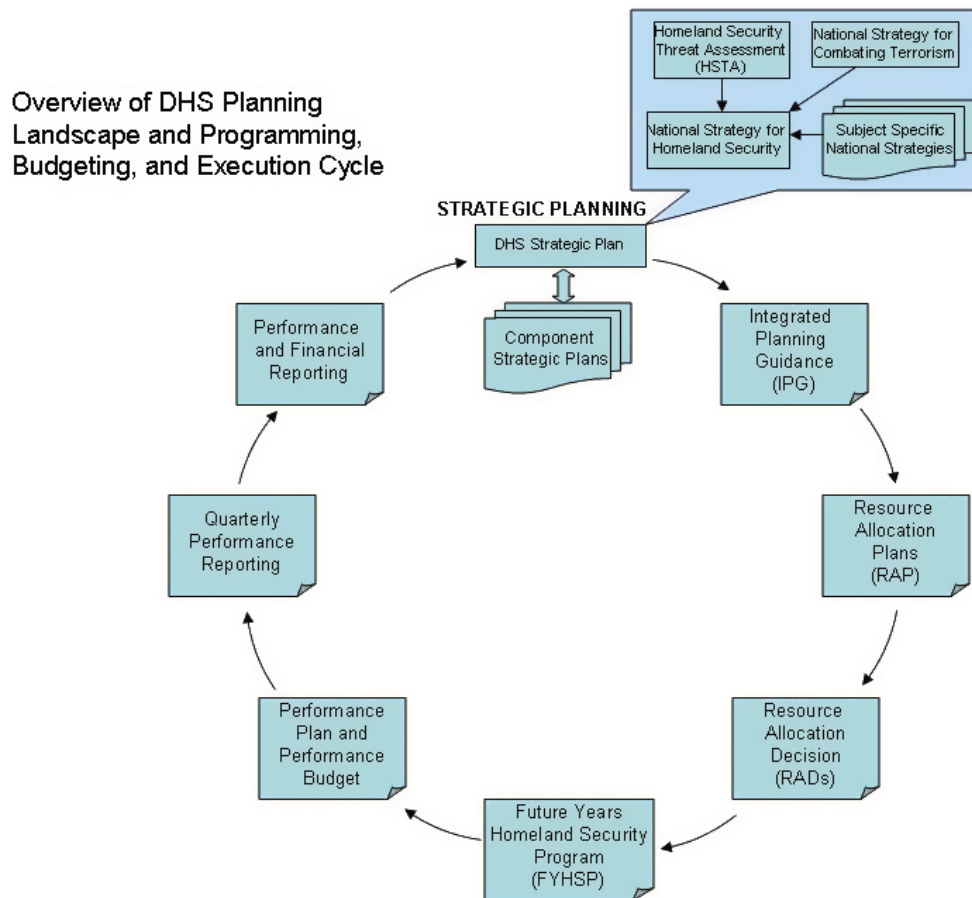 Overview of DHS Planning
Landscape and Programming,
Budgeting, and Execution Cycle
Homeland Security
Threat Assessment
(HSTA)
National Strategy for
Combating Terrorism
National Strategy for
Homeland Security
Subject Specific
National Strategies
STRATEGIC PLANNING
DHS Strategic Plan
Component
Strategic Plans
Integrated
Planning
Guidance
(IPG)
Resource
Allocation
Plans
(RAP)
Resource
Allocation
Decision
(RADs)
Future Years
Homeland Security
Program
(FYHSP)
Performance
Plan and
Performance
Budget
Quarterly
Performance
Reporting
Performance
and Financial
Reporting